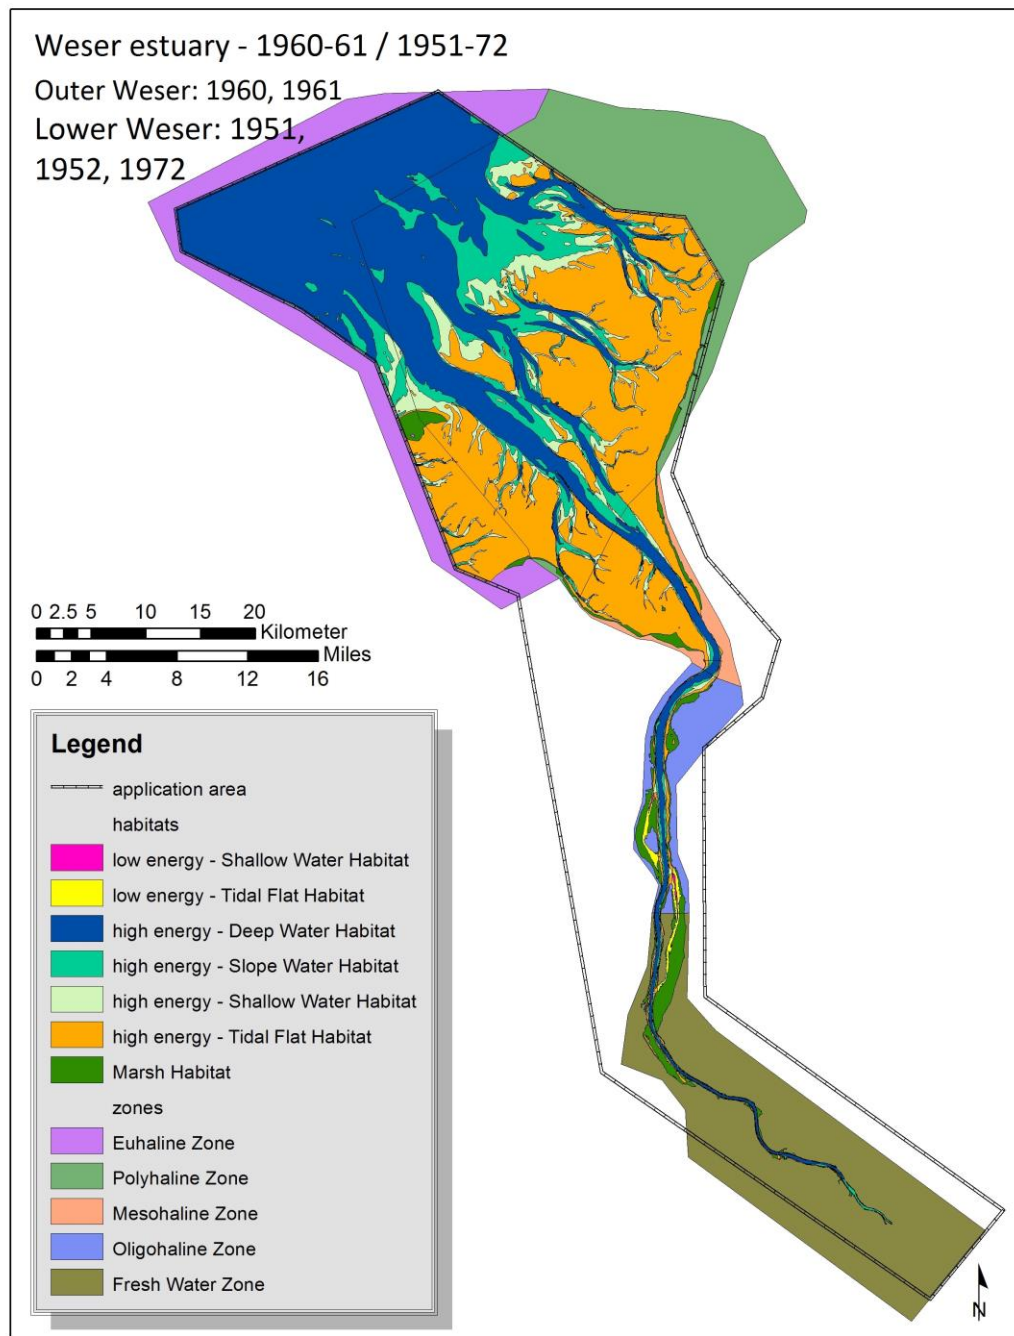 Weser estuary - 1960-61 / 1951-72
Outer Weser: 1960, 1961
Lower Weser: 1951,
1952, 1972
0 2.5 5 10 15 20
Kilometer
Miles
0 2 4 8 12 16
Legend
application area
habitats
low energy - Shallow Water Habitat
low energy - Tidal Flat Habitat
high energy - Deep Water Habitat
high energy - Slope Water Habitat
high energy - Shallow Water Habitat
high energy - Tidal Flat Habitat
Marsh Habitat
zones
Euhaline Zone
Polyhaline Zone
Mesohaline Zone
Oligohaline Zone
Fresh Water Zone
N